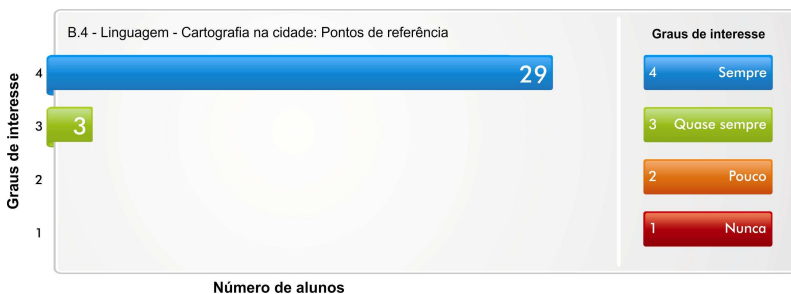 B.4 - Linguagem - Cartografia na cidade: Pontos de referência
Graus de interesse
4
29
3
3
2
1
Número de alunos
Graus de interesse
4 Sempre
3 Quase sempre
2 Pouco
1 Nunca